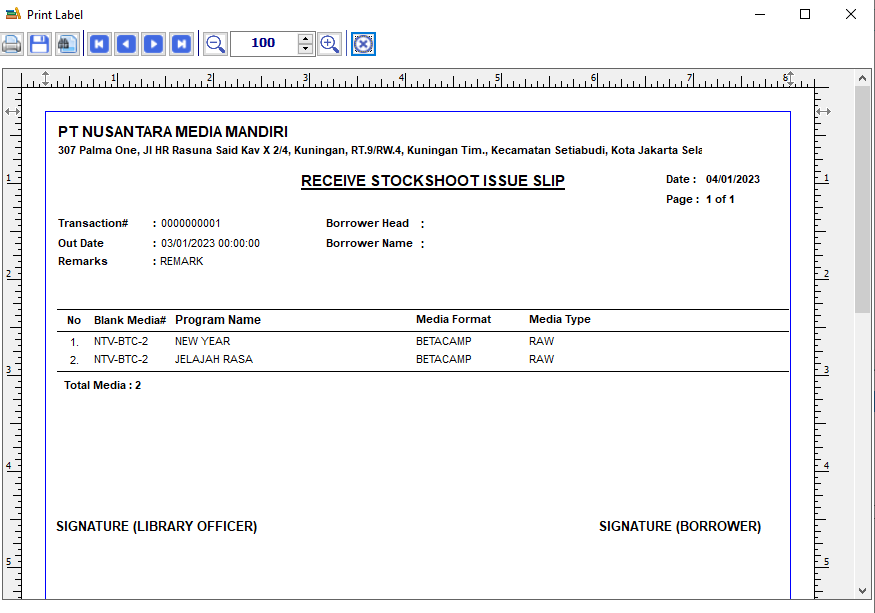 Print Label
100
1 2 3 4 5 6 7 8
PT NUSANTARA MEDIA MANDIRI
307 Palma One, Jl HR Rasuna Said Kav X 2/4, Kuningan, RT.9/RW.4, Kuningan Tim., Kecamatan Setiabudi, Kota Jakarta Sela
RECEIVE STOCKSHOOT ISSUE SLIP
Date : 04/01/2023
Page : 1 of 1
Transaction# : 0000000001 Borrower Head :
Out Date : 03/01/2023 00:00:00 Borrower Name :
Remarks : REMARK
No Blank Media# Program Name Media Format Media Type
1. NTV-BTC-2 NEW YEAR BETACAMP RAW
2. NTV-BTC-2 JELAJAH RASA BETACAMP RAW
Total Media : 2
SIGNATURE (LIBRARY OFFICER) SIGNATURE (BORROWER)
1 1
2 2
3 3
4 4
5 5